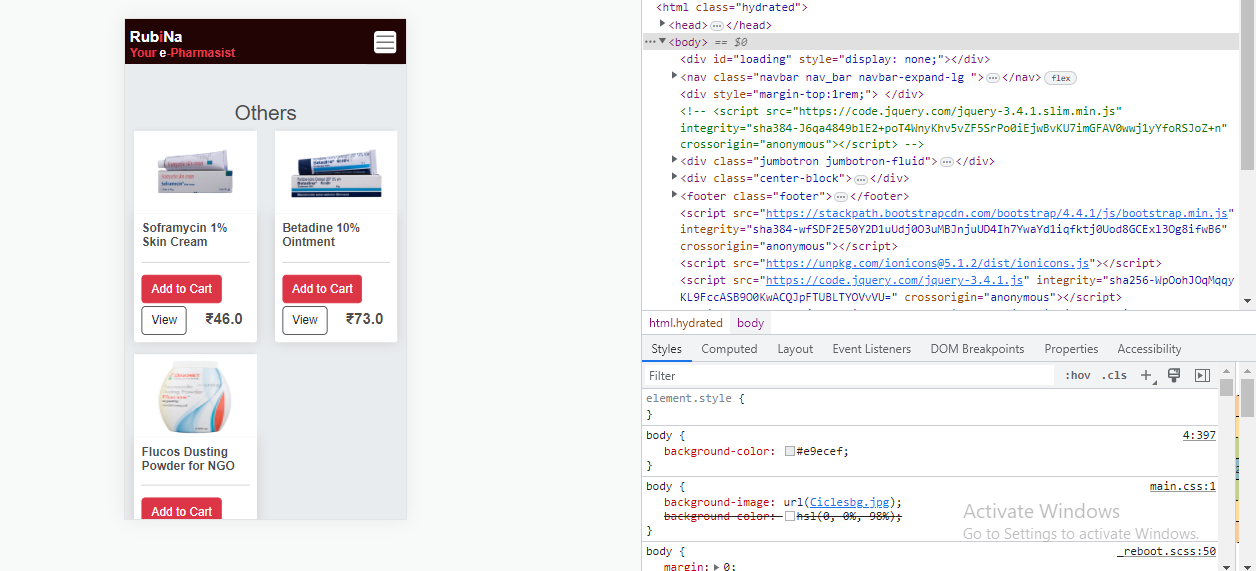 RubiNa
Your e-Pharmasist
Others
Soframycin 1%
Skin Cream
Add to Cart
View ₹46.0
Betadine 10%
Ointment
Add to Cart
View ₹73.0
Flucos Dusting
Powder for NGO
Add to Cart
<html class="hydrated">
<head>…</head>
<body> == $0
<div id="loading" style="display: none;"></div>
<nav class="navbar nav_bar navbar-expand-lg ">…</nav> flex
<div style="margin-top:1rem;"> </div>
<!-- <script src="https://code.jquery.com/jquery-3.4.1.slim.min.js"
integrity="sha384-J6qa4849blE2+poT4WnyKhv5vZF5SrPo0iEjwBvKU7imGFAV0wwj1yYfoRSJoZ+n"
crossorigin="anonymous"></script> -->
<div class="jumbotron jumbotron-fluid">…</div>
<div class="center-block">…</div>
<footer class="footer">…</footer>
<script src="https://stackpath.bootstrapcdn.com/bootstrap/4.4.1/js/bootstrap.min.js"
integrity="sha384-wfSDF2E50Y2D1uUdj0O3uMBJnjuUD4Ih7YwaYd1iqfktj0Uod8GCExl3Og8ifwB6"
crossorigin="anonymous"></script>
<script src="https://unpkg.com/ionicons@5.1.2/dist/ionicons.js"></script>
<script src="https://code.jquery.com/jquery-3.4.1.js" integrity="sha256-WpOohJOqMqqy
KL9FccASB9O0KwACQJpFTUBLTYOVvVU=" crossorigin="anonymous"></script>
html.hydrated body
Styles Computed Layout Event Listeners DOM Breakpoints Properties Accessibility
Filter :hov .cls +
element.style {
}
body { 4:397
background-color: #e9ecef;
}
body { main.css:1
background-image: url(Ciclesbg.jpg);
background-color: hsl(0, 0%, 98%);
}
body { _reboot.scss:50
margin: 0;
Activate Windows
Go to Settings to activate Windows.